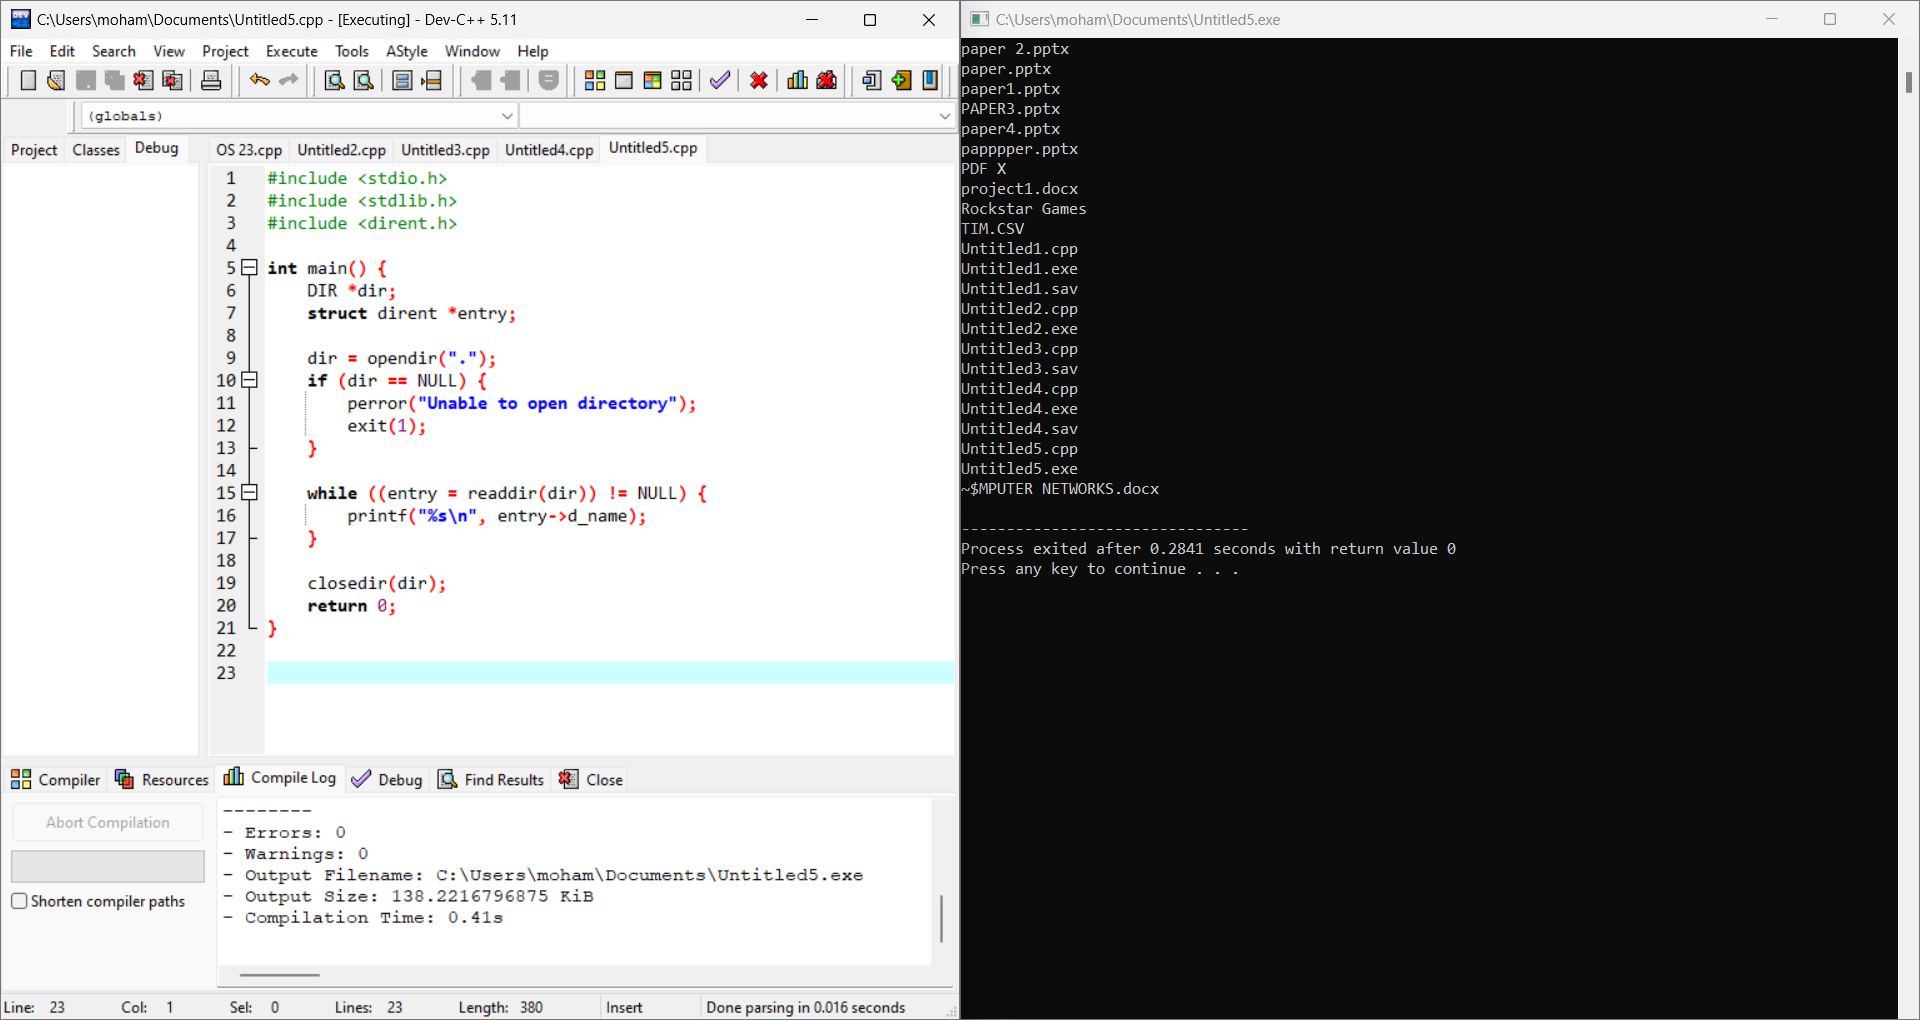 C:\Users\moham\Documents\Untitled5.cpp - [Executing] - Dev-C++ 5.11
File Edit Search View Project Execute Tools AStyle Window Help
(globals)
Project Classes Debug
OS 23.cpp Untitled2.cpp Untitled3.cpp Untitled4.cpp Untitled5.cpp
1 #include <stdio.h>
2 #include <stdlib.h>
3 #include <dirent.h>
4
5 int main() {
6 DIR *dir;
7 struct dirent *entry;
8
9 dir = opendir(".");
10 if (dir == NULL) {
11 perror("Unable to open directory");
12 exit(1);
13 }
14
15 while ((entry = readdir(dir)) != NULL) {
16 printf("%s\n", entry->d_name);
17 }
18
19 closedir(dir);
20 return 0;
21 }
22
23
Compiler Resources Compile Log Debug Find Results Close
Abort Compilation
Shorten compiler paths
--------
- Errors: 0
- Warnings: 0
- Output Filename: C:\Users\moham\Documents\Untitled5.exe
- Output Size: 138.2216796875 KiB
- Compilation Time: 0.41s
Line: 23 Col: 1 Sel: 0 Lines: 23 Length: 380 Insert Done parsing in 0.016 seconds
C:\Users\moham\Documents\Untitled5.exe
paper 2.pptx
paper.pptx
paper1.pptx
PAPER3.pptx
paper4.pptx
papppper.pptx
PDF X
project1.docx
Rockstar Games
TIM.CSV
Untitled1.cpp
Untitled1.exe
Untitled1.sav
Untitled2.cpp
Untitled2.exe
Untitled3.cpp
Untitled3.sav
Untitled4.cpp
Untitled4.exe
Untitled4.sav
Untitled5.cpp
Untitled5.exe
~$MPUTER NETWORKS.docx
--------------------------------
Process exited after 0.2841 seconds with return value 0
Press any key to continue . . .